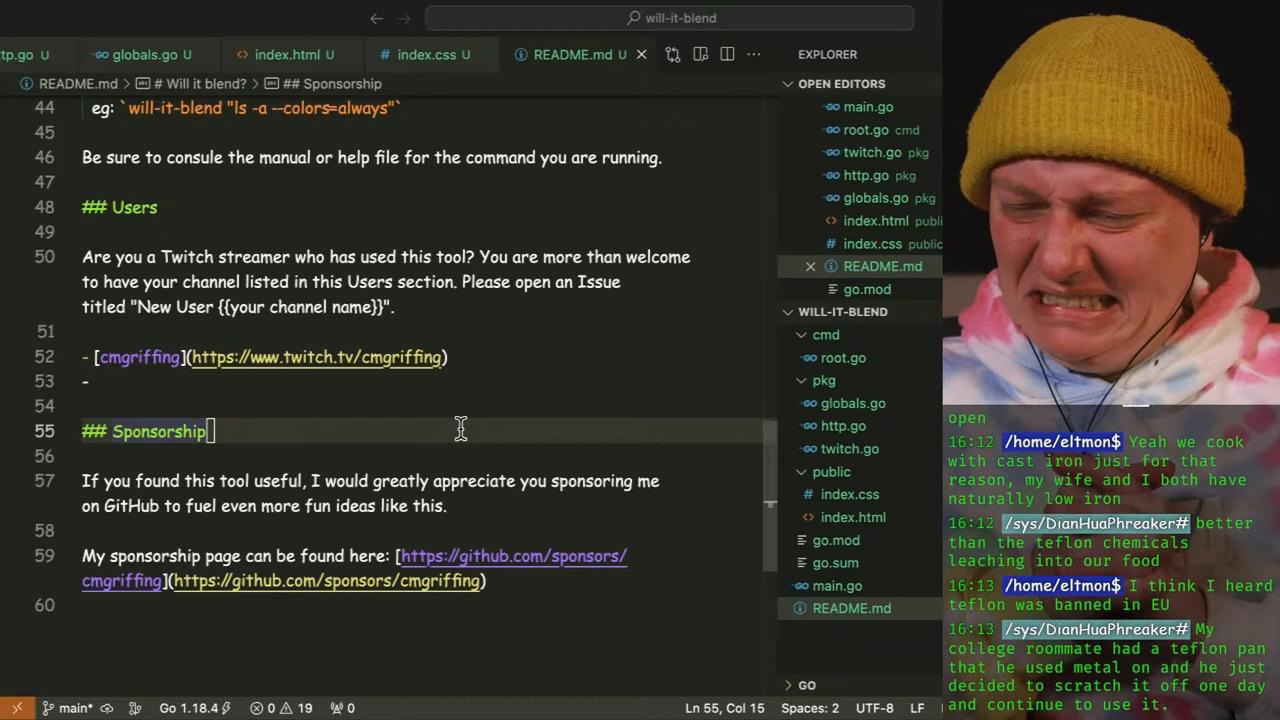 will-it-blend
tp.go U
globals.go U
index.html U
index.css U
README.md U
README.md > # Will it blend? > ## Sponsorship
44 eg: `will-it-blend "ls -a --colors=always"`
45
46 Be sure to consule the manual or help file for the command you are running.
47
48 ## Users
49
50 Are you a Twitch streamer who has used this tool? You are more than welcome
to have your channel listed in this Users section. Please open an Issue
titled "New User {{your channel name}}".
51
52 - [cmgriffing](https://www.twitch.tv/cmgriffing)
53 -
54
55 ## Sponsorship
56
57 If you found this tool useful, I would greatly appreciate you sponsoring me
on GitHub to fuel even more fun ideas like this.
58
59 My sponsorship page can be found here: [https://github.com/sponsors/
cmgriffing](https://github.com/sponsors/cmgriffing)
60
EXPLORER
OPEN EDITORS
main.go
root.go cmd
twitch.go pkg
http.go pkg
globals.go pkg
index.html publi
index.css public
README.md
go.mod
WILL-IT-BLEND
cmd
root.go
pkg
globals.go
http.go
twitch.go
public
index.css
index.html
go.mod
go.sum
main.go
README.md
GO
main*
Go 1.18.4
0 19
0
Ln 55, Col 15
Spaces: 2
UTF-8
LF
open
16:12 /home/eltmon$ Yeah we cook
with cast iron just for that
reason, my wife and I both have
naturally low iron
16:12 /sys/DianHuaPhreaker# better
than the teflon chemicals
leaching into our food
16:13 /home/eltmon$ I think I heard
teflon was banned in EU
16:13 /sys/DianHuaPhreaker# My
college roommate had a teflon pan
that he used metal on and he just
decided to scratch it off one day
and continue to use it.